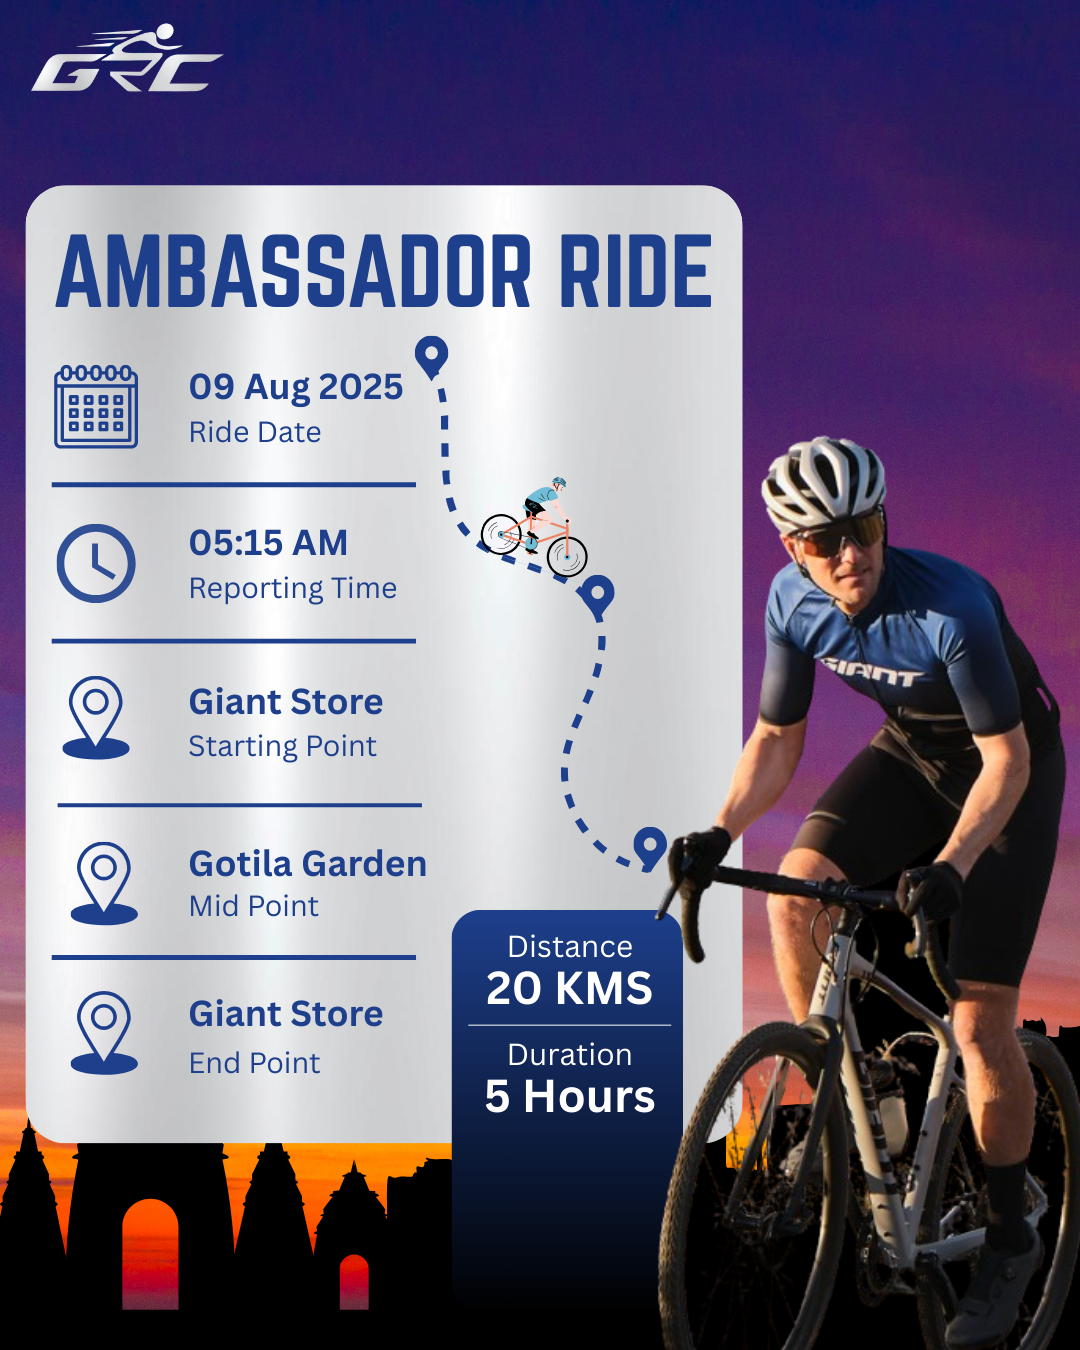 GRC
AMBASSADOR RIDE
09 Aug 2025
Ride Date
05:15 AM
Reporting Time
Giant Store
Starting Point
Gotila Garden
Mid Point
Giant Store
End Point
Distance
20 KMS
Duration
5 Hours
GIANT
GIANT